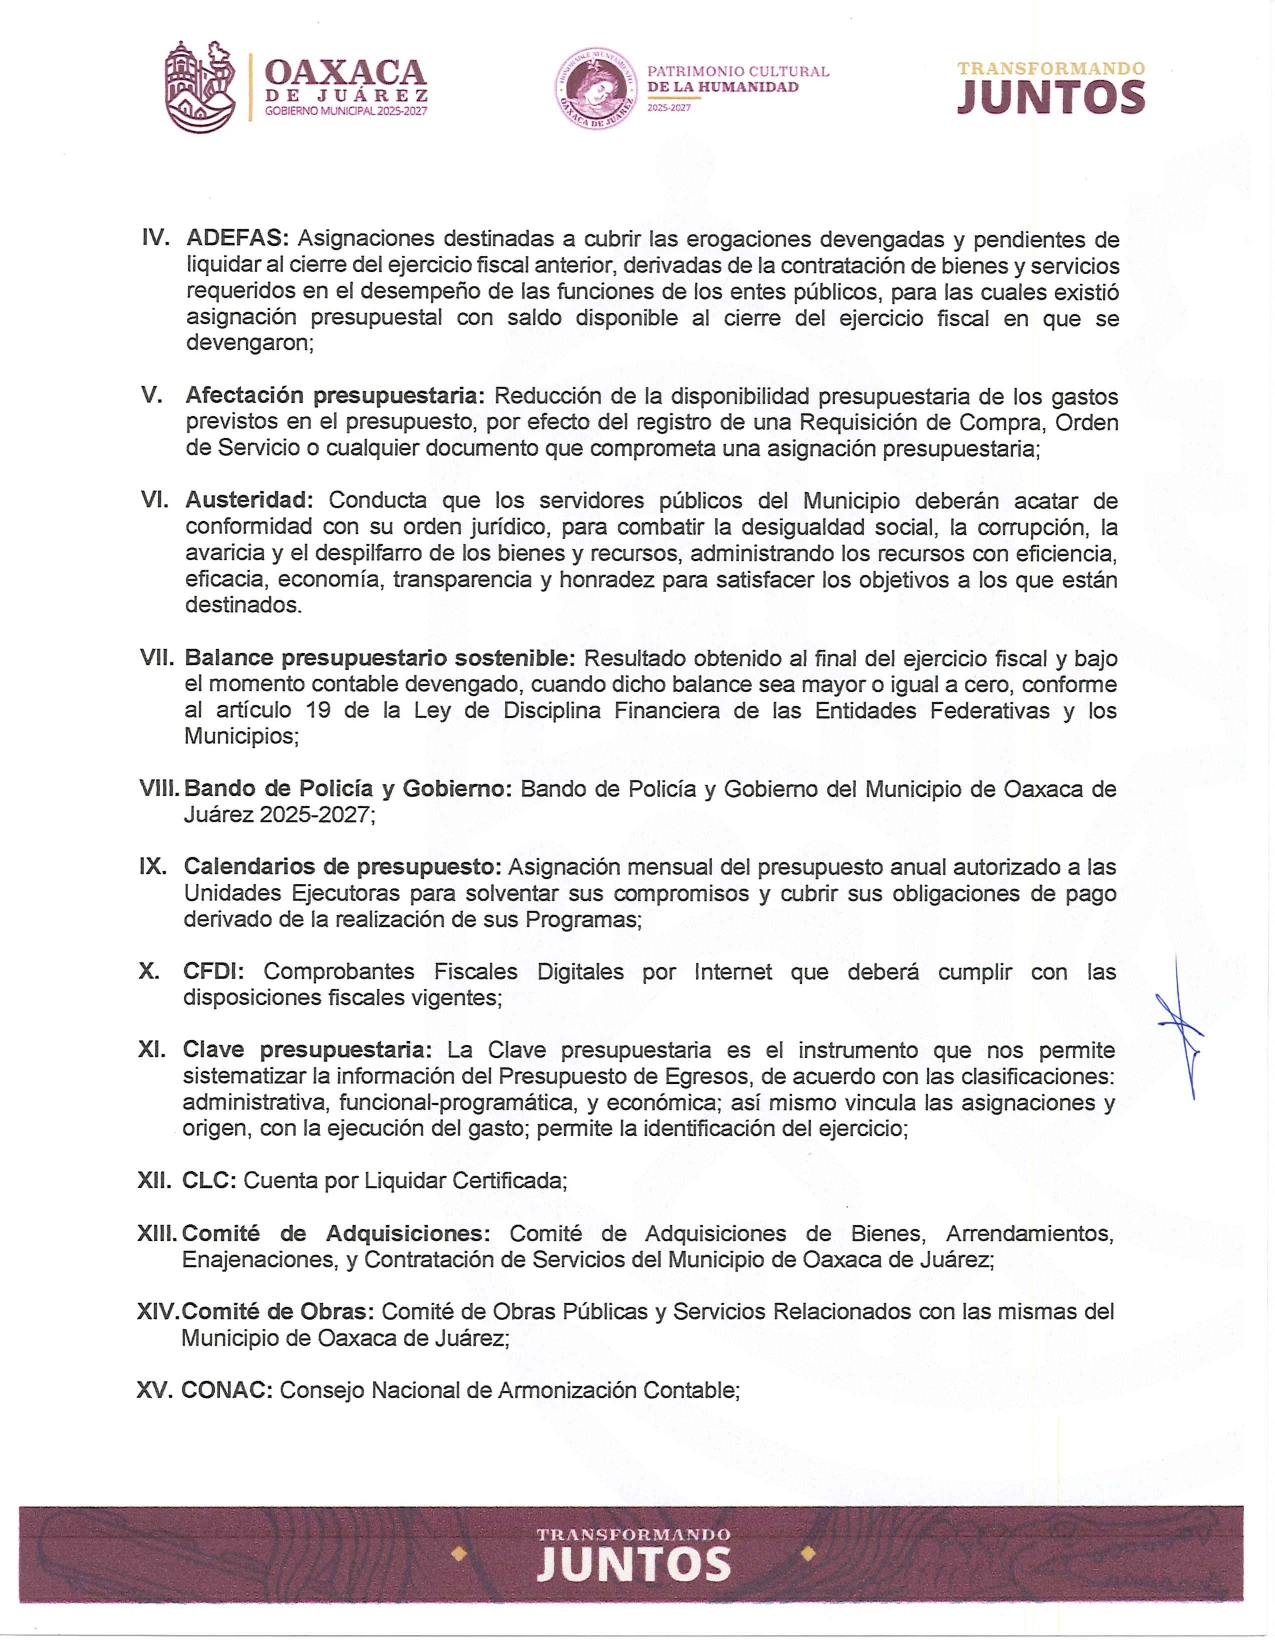 OAXACA
DE JUÁREZ
GOBIERNO MUNICIPAL 2025-2027
HONORABLE AYUNTAMIENTO
OAXACA DE JUÁREZ
PATRIMONIO CULTURAL
DE LA HUMANIDAD
2025-2027
TRANSFORMANDO
JUNTOS
IV. ADEFAS: Asignaciones destinadas a cubrir las erogaciones devengadas y pendientes de
liquidar al cierre del ejercicio fiscal anterior, derivadas de la contratación de bienes y servicios
requeridos en el desempeño de las funciones de los entes públicos, para las cuales existió
asignación presupuestal con saldo disponible al cierre del ejercicio fiscal en que se
devengaron;
V. Afectación presupuestaria: Reducción de la disponibilidad presupuestaria de los gastos
previstos en el presupuesto, por efecto del registro de una Requisición de Compra, Orden
de Servicio o cualquier documento que comprometa una asignación presupuestaria;
VI. Austeridad: Conducta que los servidores públicos del Municipio deberán acatar de
conformidad con su orden jurídico, para combatir la desigualdad social, la corrupción, la
avaricia y el despilfarro de los bienes y recursos, administrando los recursos con eficiencia,
eficacia, economía, transparencia y honradez para satisfacer los objetivos a los que están
destinados.
VII. Balance presupuestario sostenible: Resultado obtenido al final del ejercicio fiscal y bajo
el momento contable devengado, cuando dicho balance sea mayor o igual a cero, conforme
al artículo 19 de la Ley de Disciplina Financiera de las Entidades Federativas y los
Municipios;
VIII. Bando de Policía y Gobierno: Bando de Policía y Gobierno del Municipio de Oaxaca de
Juárez 2025-2027;
IX. Calendarios de presupuesto: Asignación mensual del presupuesto anual autorizado a las
Unidades Ejecutoras para solventar sus compromisos y cubrir sus obligaciones de pago
derivado de la realización de sus Programas;
X. CFDI: Comprobantes Fiscales Digitales por Internet que deberá cumplir con las
disposiciones fiscales vigentes;
XI. Clave presupuestaria: La Clave presupuestaria es el instrumento que nos permite
sistematizar la información del Presupuesto de Egresos, de acuerdo con las clasificaciones:
administrativa, funcional-programática, y económica; así mismo vincula las asignaciones y
origen, con la ejecución del gasto; permite la identificación del ejercicio;
XII. CLC: Cuenta por Liquidar Certificada;
XIII. Comité de Adquisiciones: Comité de Adquisiciones de Bienes, Arrendamientos,
Enajenaciones, y Contratación de Servicios del Municipio de Oaxaca de Juárez;
XIV. Comité de Obras: Comité de Obras Públicas y Servicios Relacionados con las mismas del
Municipio de Oaxaca de Juárez;
XV. CONAC: Consejo Nacional de Armonización Contable;
TRANSFORMANDO
JUNTOS